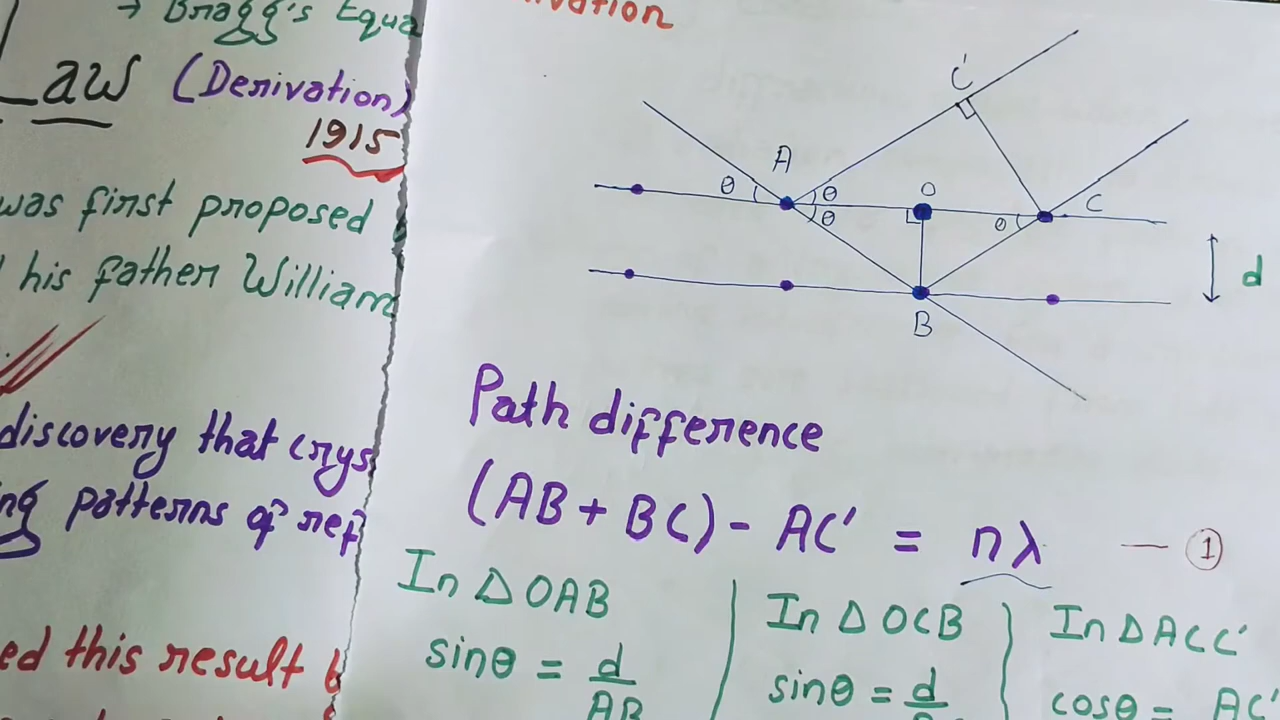 → Bragg's Equa
Law (Derivation)
1915
was first proposed
his father William
discovery that crys
ng patterns of ref
ed this result
ivation
C'
A
θ θ O C
θ θ
d
B
Path difference
(AB + BC) - AC' = nλ — 1
In △OAB
sinθ = d
AB
In △OCB
sinθ = d
In △ACC'
cosθ = AC'